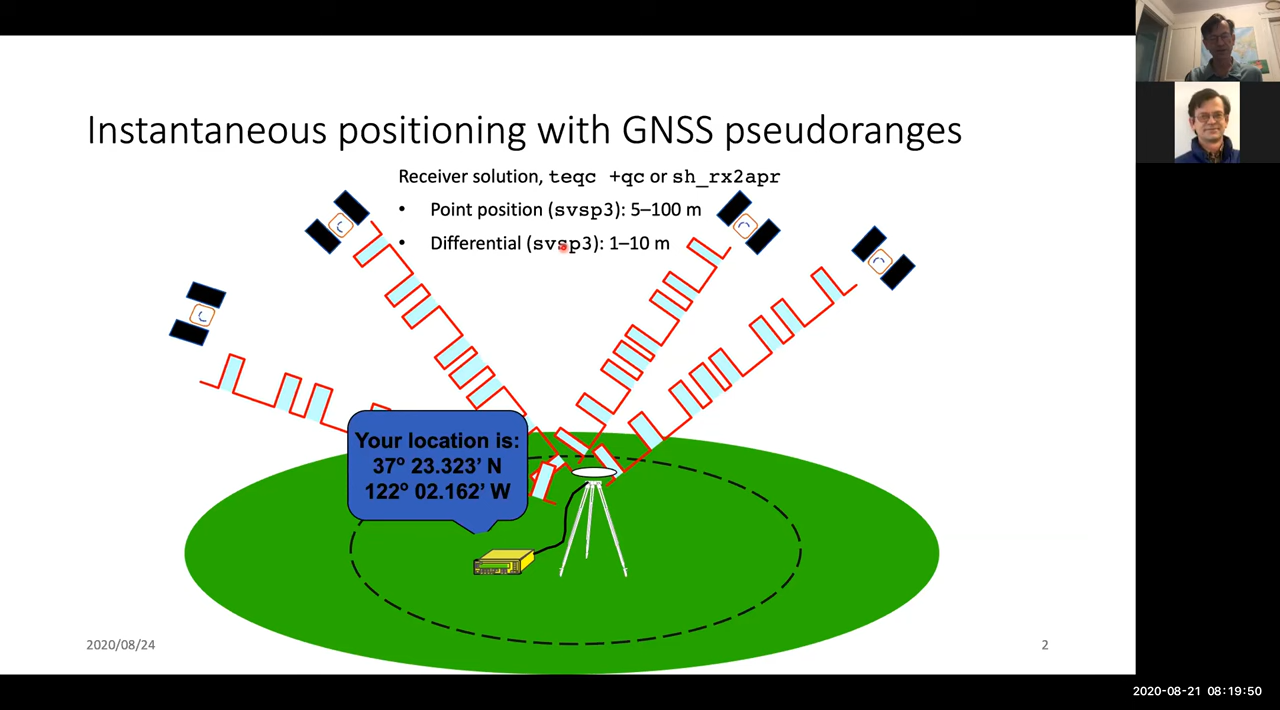 Instantaneous positioning with GNSS pseudoranges
Receiver solution, teqc +qc or sh_rx2apr
• Point position (svsp3): 5–100 m
• Differential (svsp3): 1–10 m
Your location is:
37º 23.323’ N
122º 02.162’ W
2020/08/24
2
2020-08-21 08:19:50